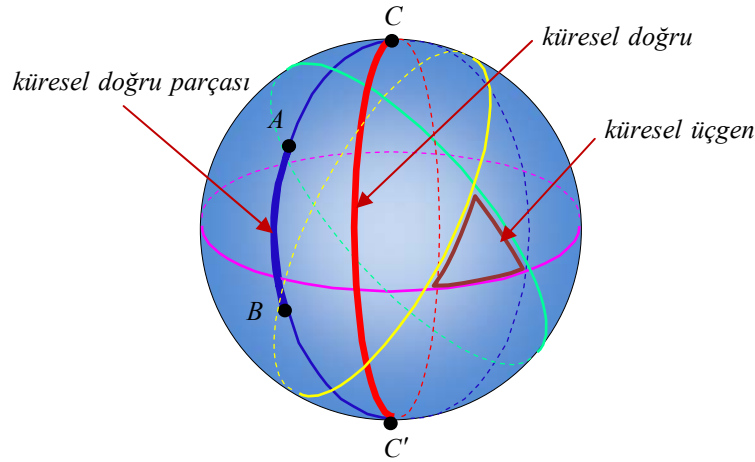 C
küresel doğru
küresel doğru parçası
A
küresel üçgen
B
C'